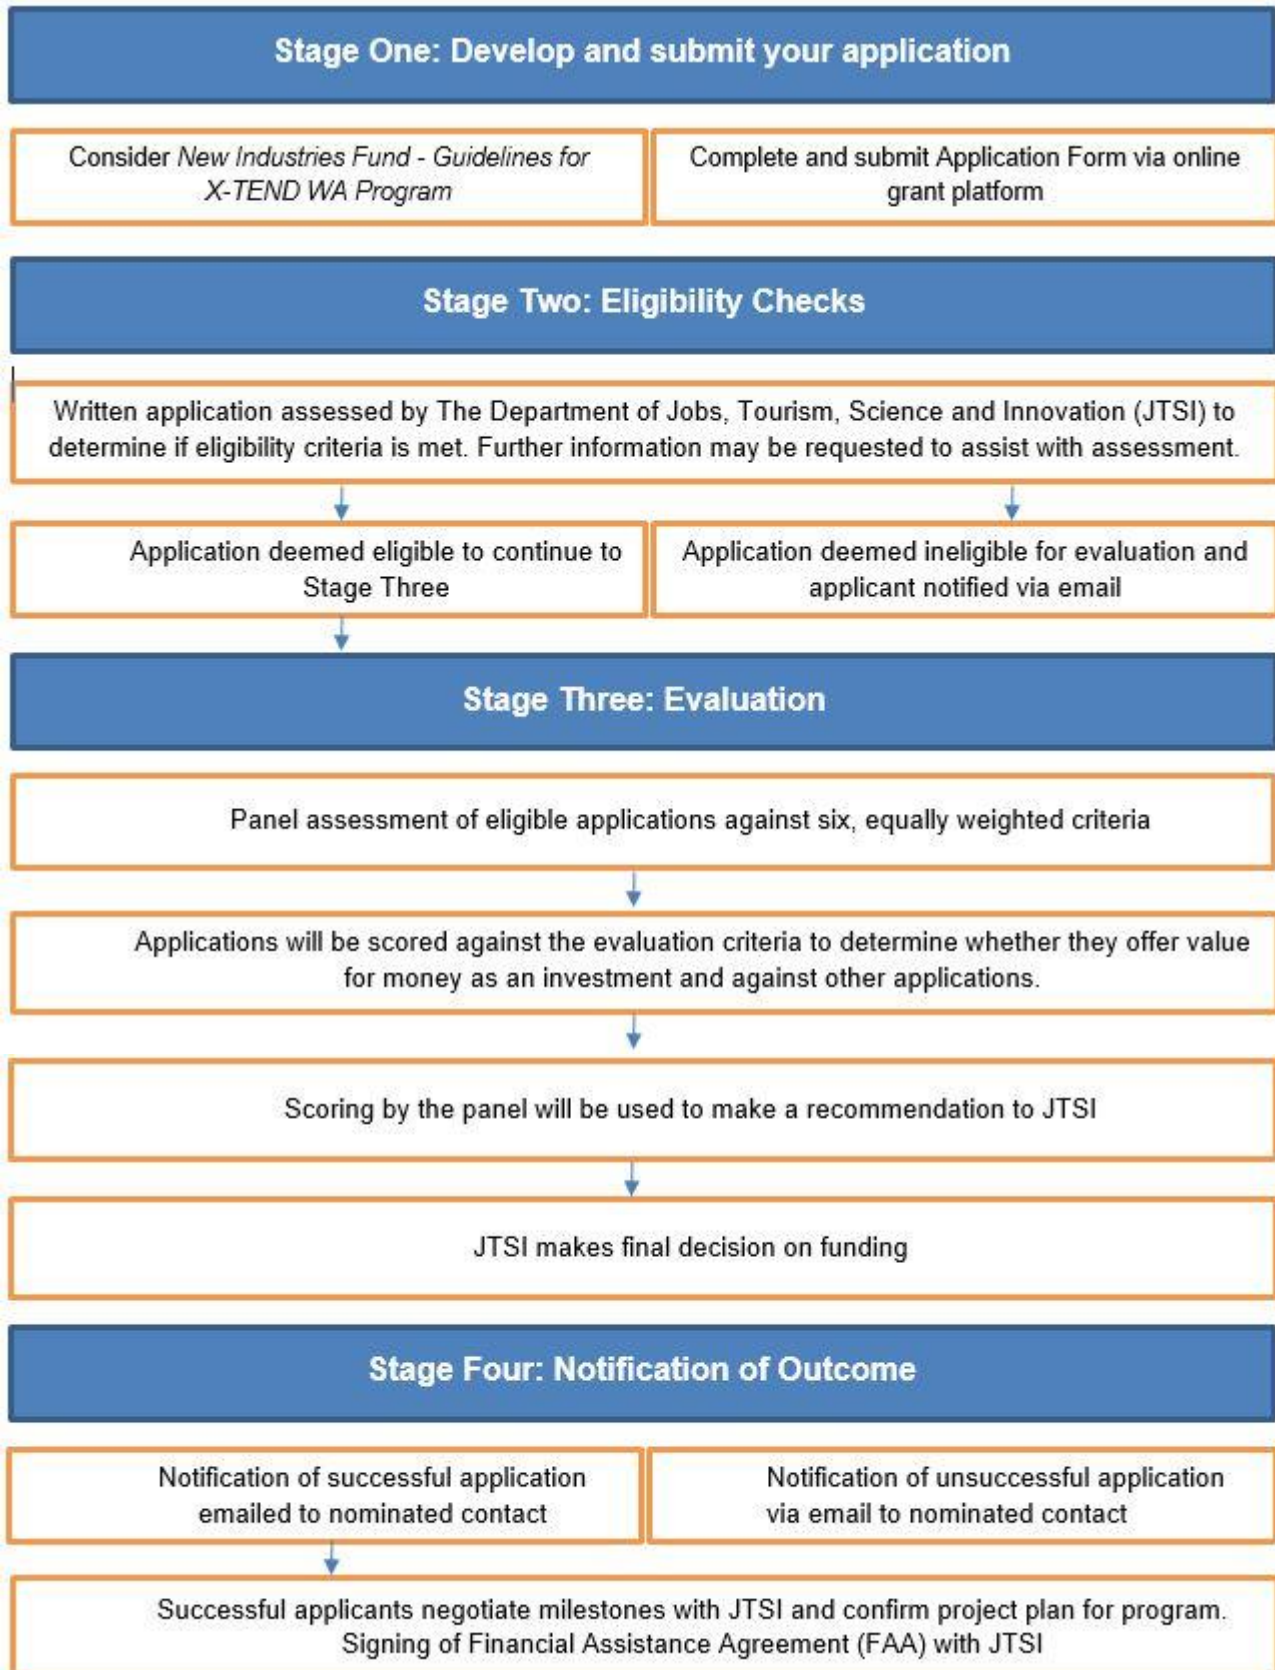 Stage One: Develop and submit your application
Consider New Industries Fund - Guidelines for
X-TEND WA Program
Complete and submit Application Form via online
grant platform
Stage Two: Eligibility Checks
Written application assessed by The Department of Jobs, Tourism, Science and Innovation (JTSI) to
determine if eligibility criteria is met. Further information may be requested to assist with assessment.
Application deemed eligible to continue to
Stage Three
Application deemed ineligible for evaluation and
applicant notified via email
Stage Three: Evaluation
Panel assessment of eligible applications against six, equally weighted criteria
Applications will be scored against the evaluation criteria to determine whether they offer value
for money as an investment and against other applications.
Scoring by the panel will be used to make a recommendation to JTSI
JTSI makes final decision on funding
Stage Four: Notification of Outcome
Notification of successful application
emailed to nominated contact
Notification of unsuccessful application
via email to nominated contact
Successful applicants negotiate milestones with JTSI and confirm project plan for program.
Signing of Financial Assistance Agreement (FAA) with JTSI